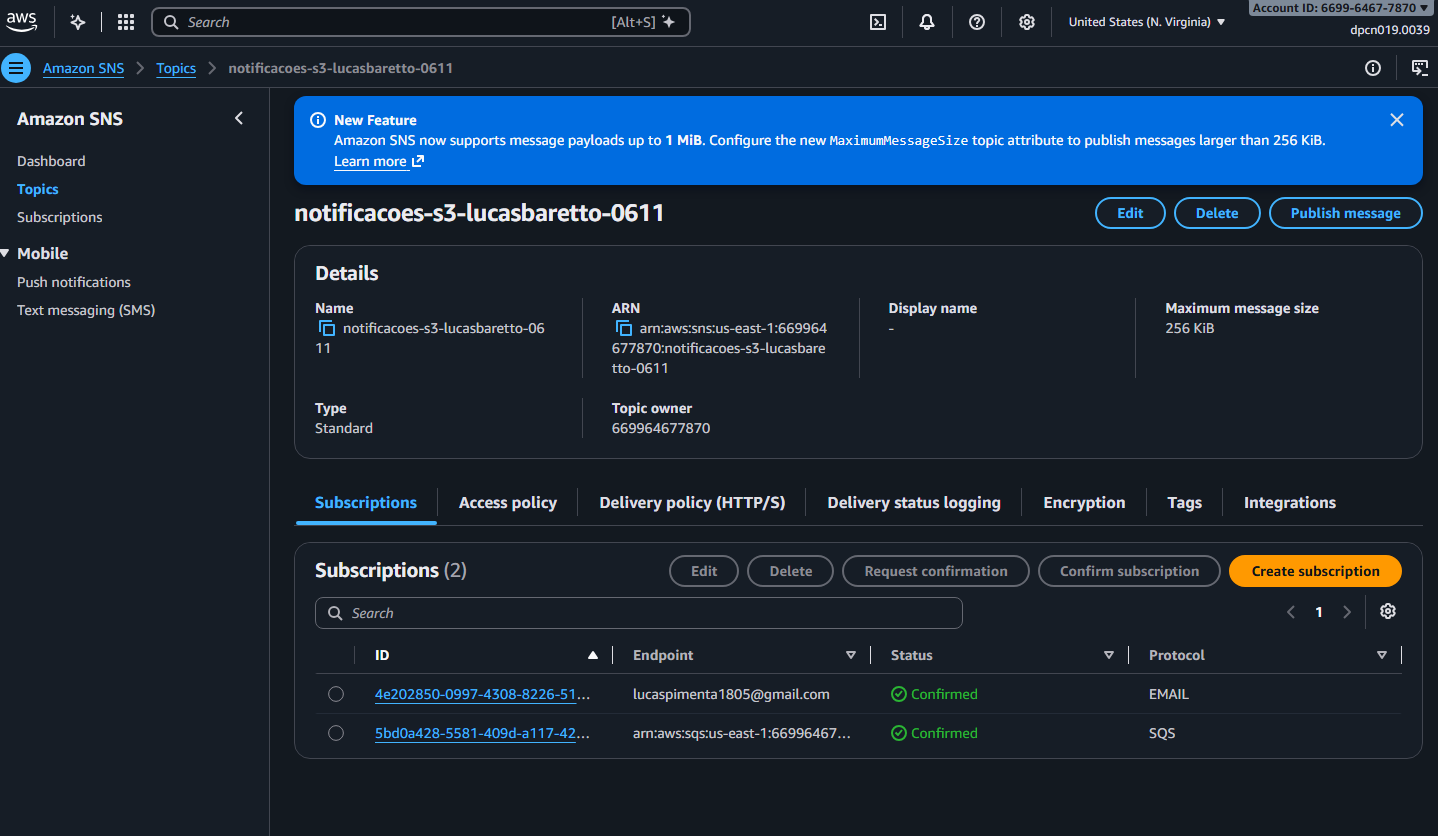 aws
Search [Alt+S]
United States (N. Virginia)
Account ID: 6699-6467-7870
dpcn019.0039
Amazon SNS
Topics
notificacoes-s3-lucasbaretto-0611
Amazon SNS
Dashboard
Topics
Subscriptions
Mobile
Push notifications
Text messaging (SMS)
New Feature
Amazon SNS now supports message payloads up to 1 MiB. Configure the new MaximumMessageSize topic attribute to publish messages larger than 256 KiB.
Learn more
notificacoes-s3-lucasbaretto-0611
Edit
Delete
Publish message
Details
Name
notificacoes-s3-lucasbaretto-06
11
ARN
arn:aws:sns:us-east-1:669964
677870:notificacoes-s3-lucasbare
tto-0611
Display name
-
Maximum message size
256 KiB
Type
Standard
Topic owner
669964677870
Subscriptions
Access policy
Delivery policy (HTTP/S)
Delivery status logging
Encryption
Tags
Integrations
Subscriptions (2)
Edit
Delete
Request confirmation
Confirm subscription
Create subscription
Search
1
ID Endpoint Status Protocol
4e202850-0997-4308-8226-51... lucaspimenta1805@gmail.com Confirmed EMAIL
5bd0a428-5581-409d-a117-42... arn:aws:sqs:us-east-1:66996467... Confirmed SQS